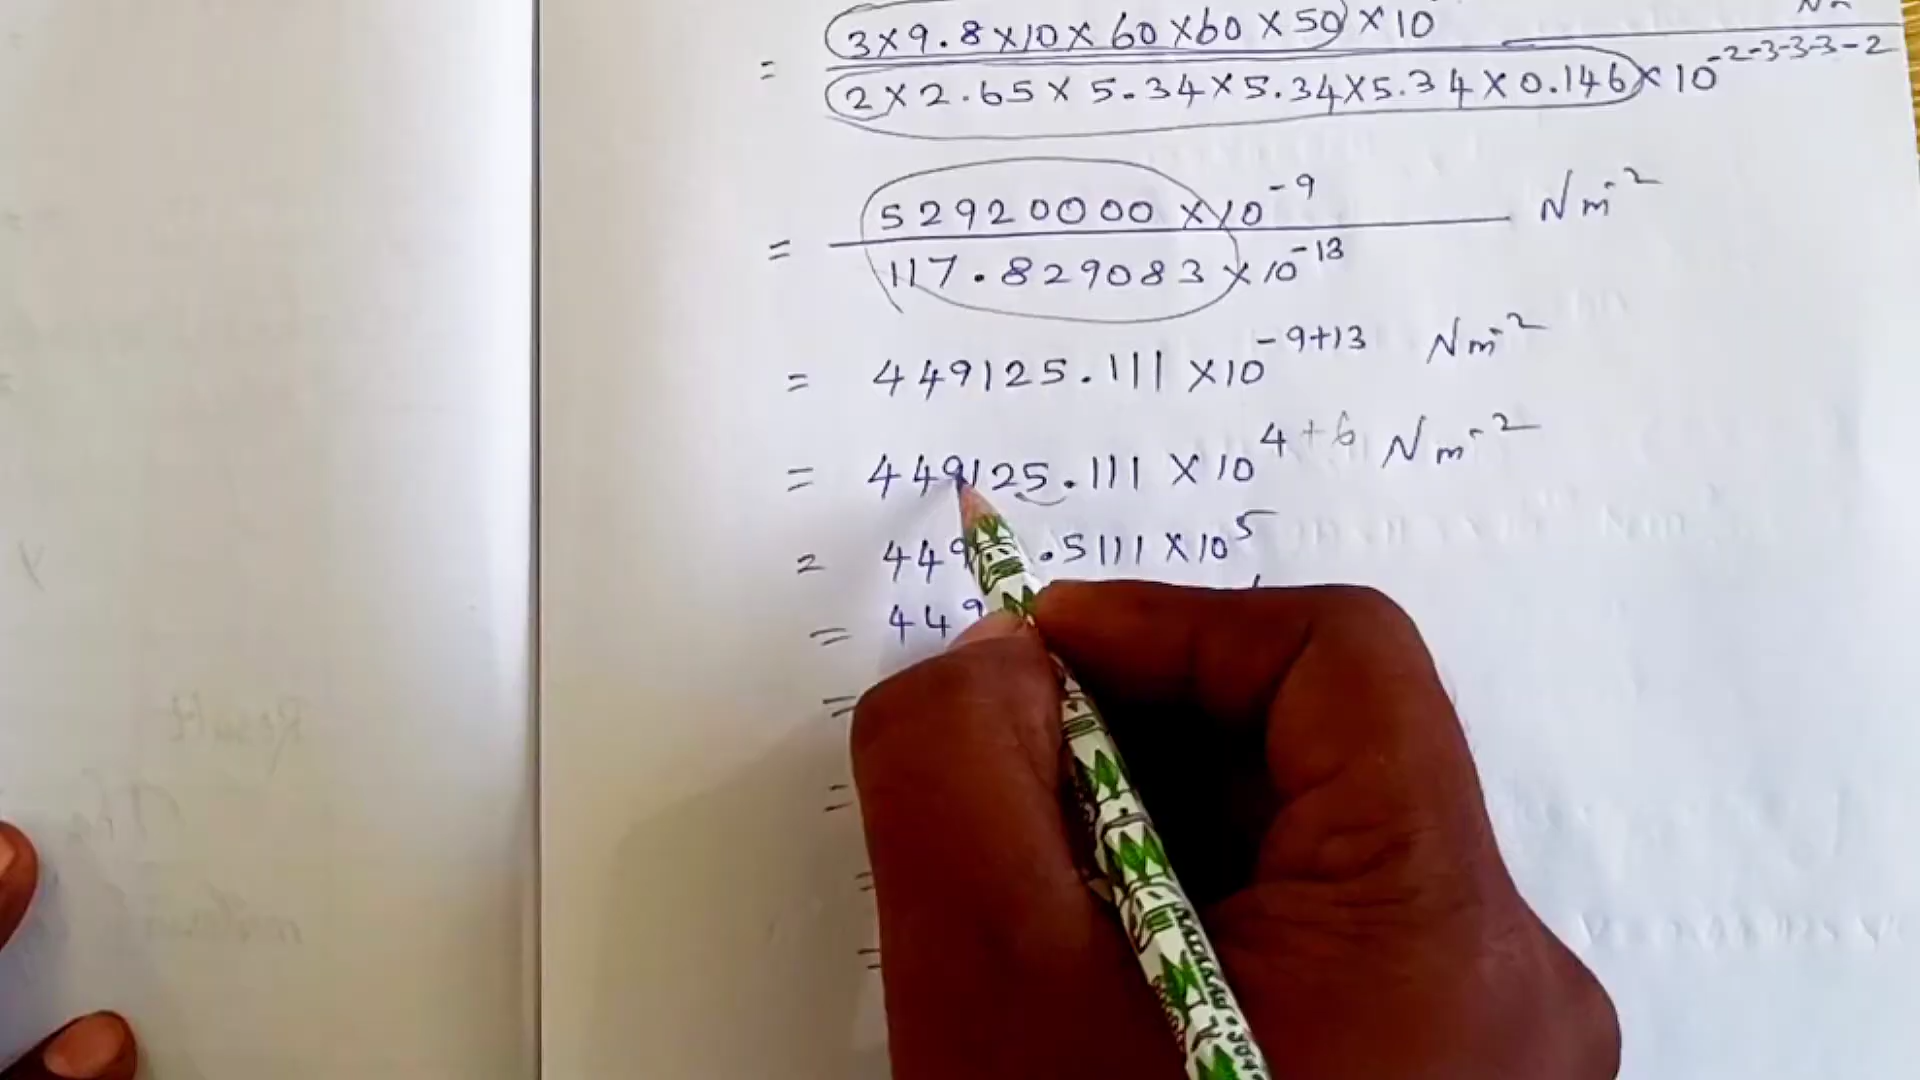 = 3×9.8×10×60×60×50×10
2×2.65×5.34×5.34×5.34×0.146×10^-2-3-3-3-2
= 52920000×10^-9 Nm^-2
117.829083×10^-13
= 449125.111×10^-9+13 Nm^-2
= 449125.111×10^4+6 Nm^-2
= 449 .5111×10^5
= 449
=
=
=
=